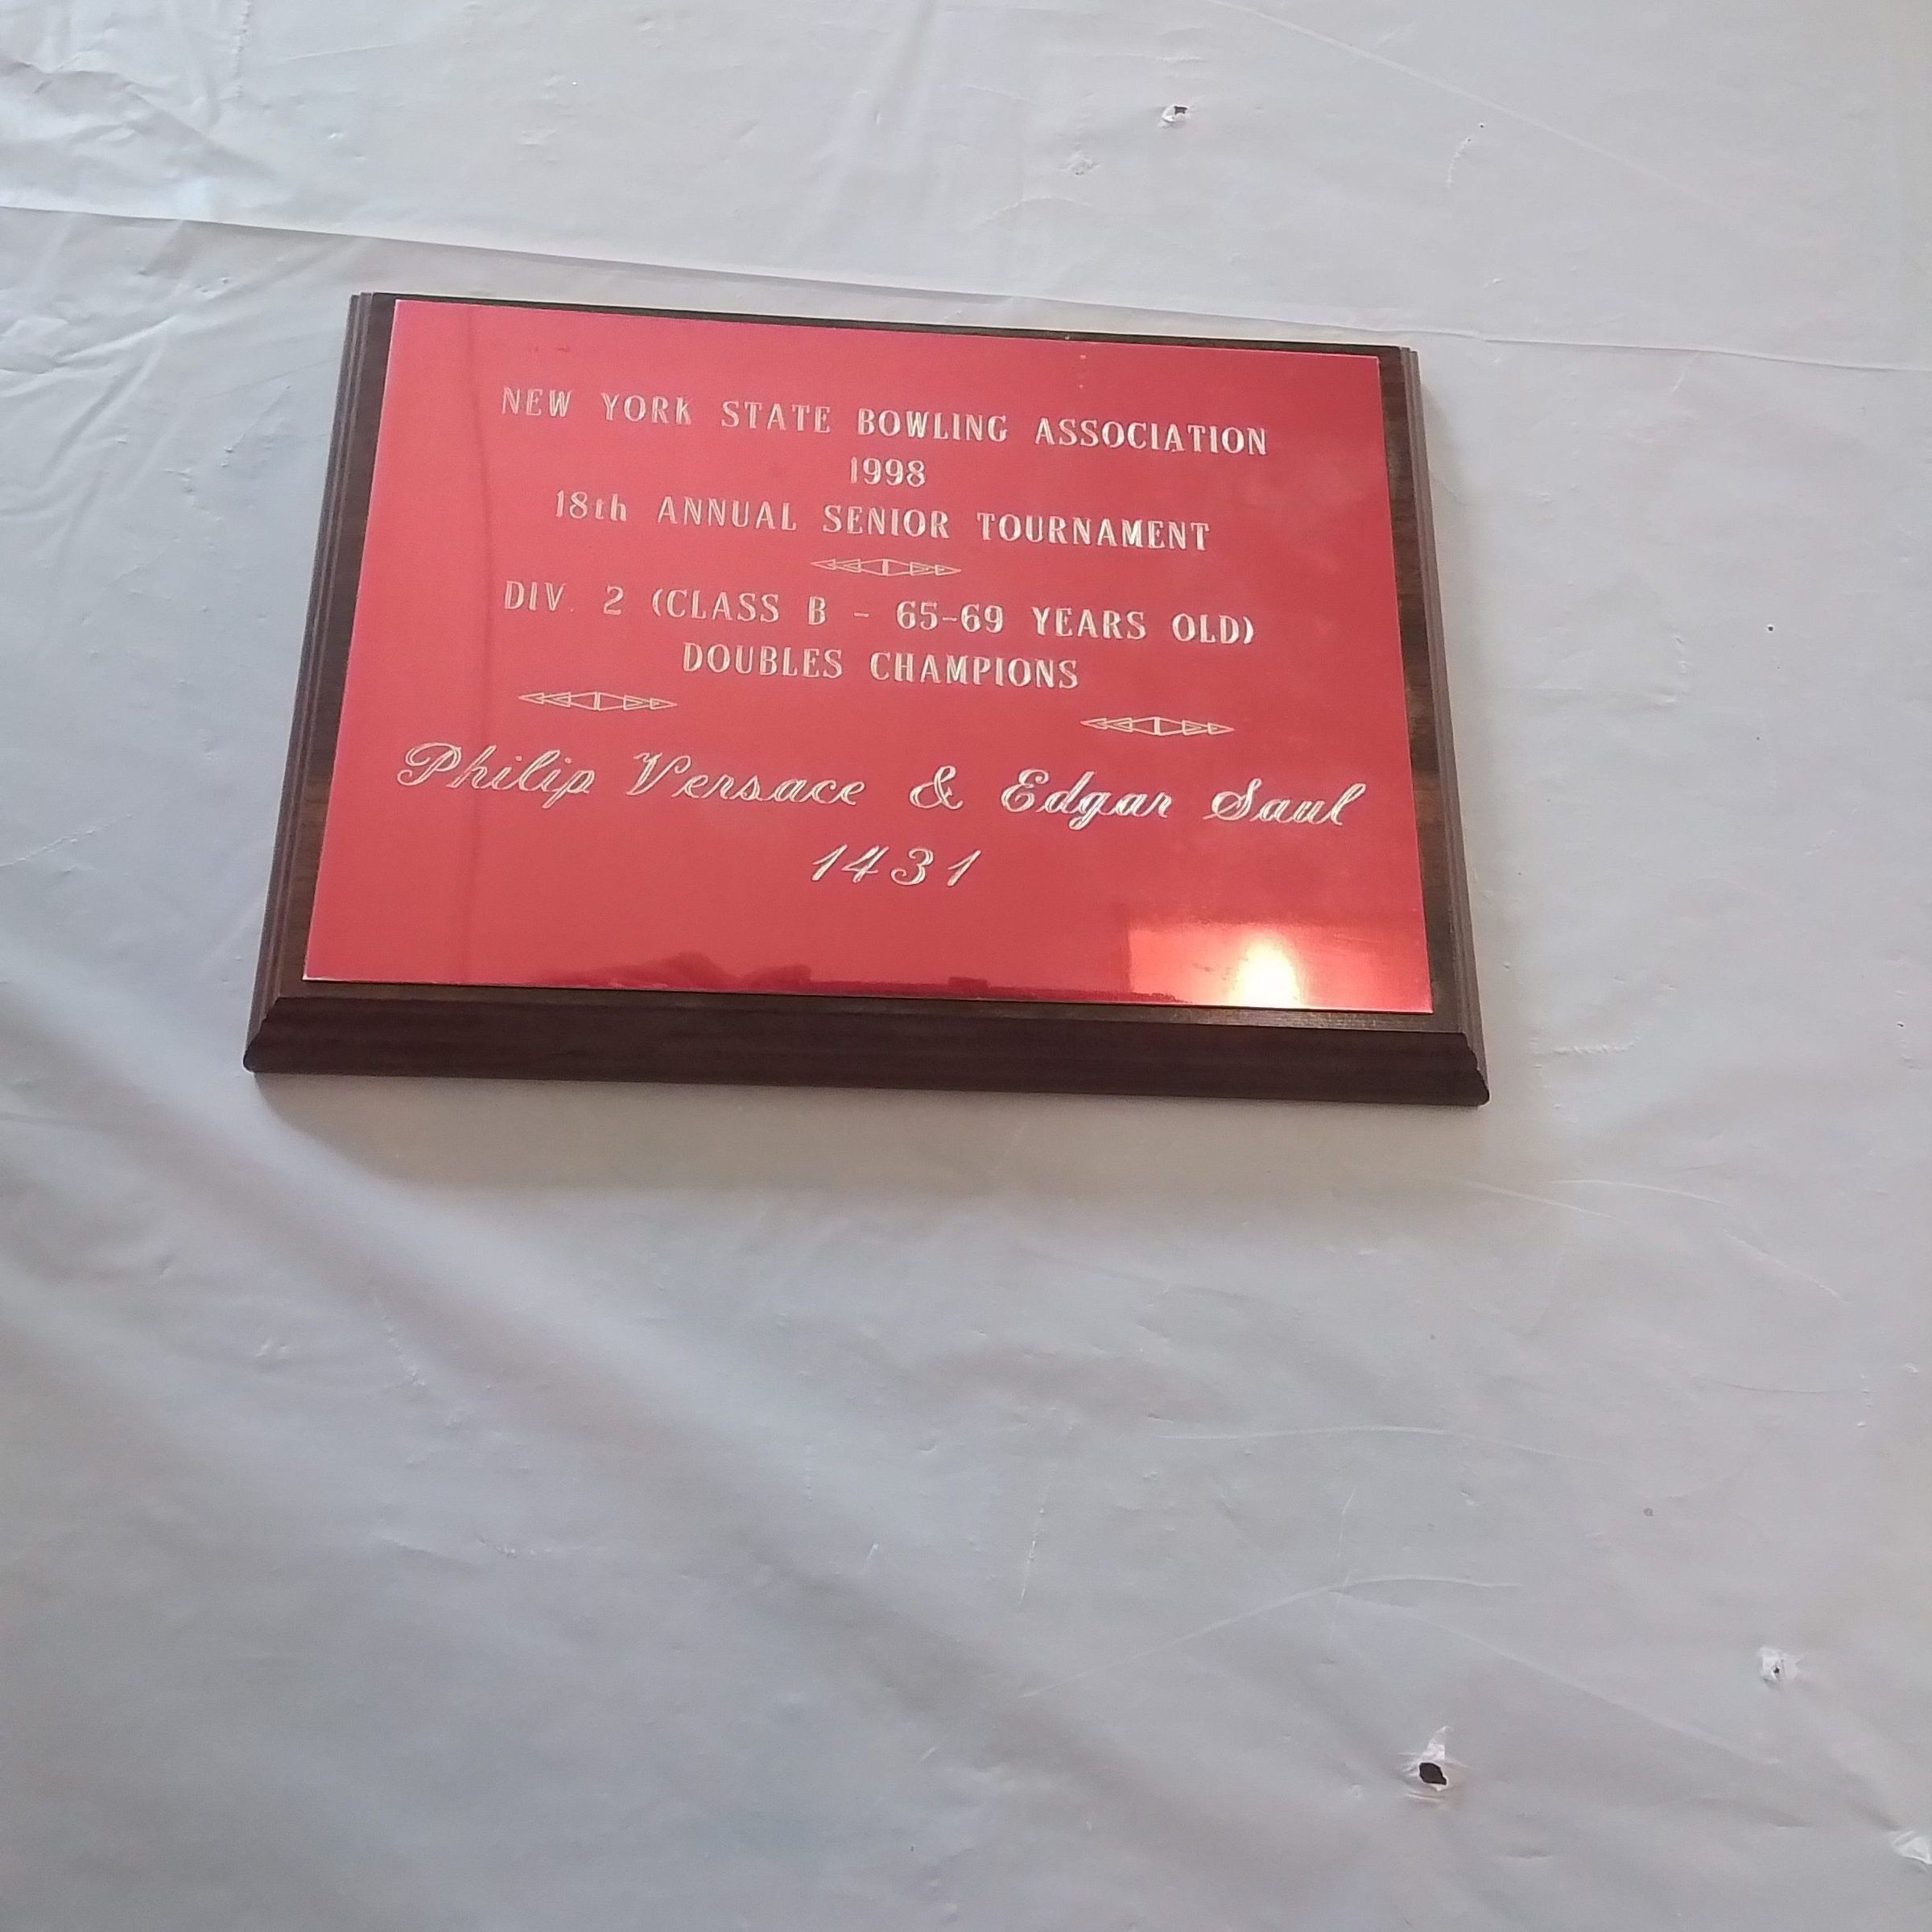 NEW YORK STATE BOWLING ASSOCIATION
1998
18th ANNUAL SENIOR TOURNAMENT
DIV. 2 (CLASS B - 65-69 YEARS OLD)
DOUBLES CHAMPIONS
Philip Versace & Edgar Saul
1431